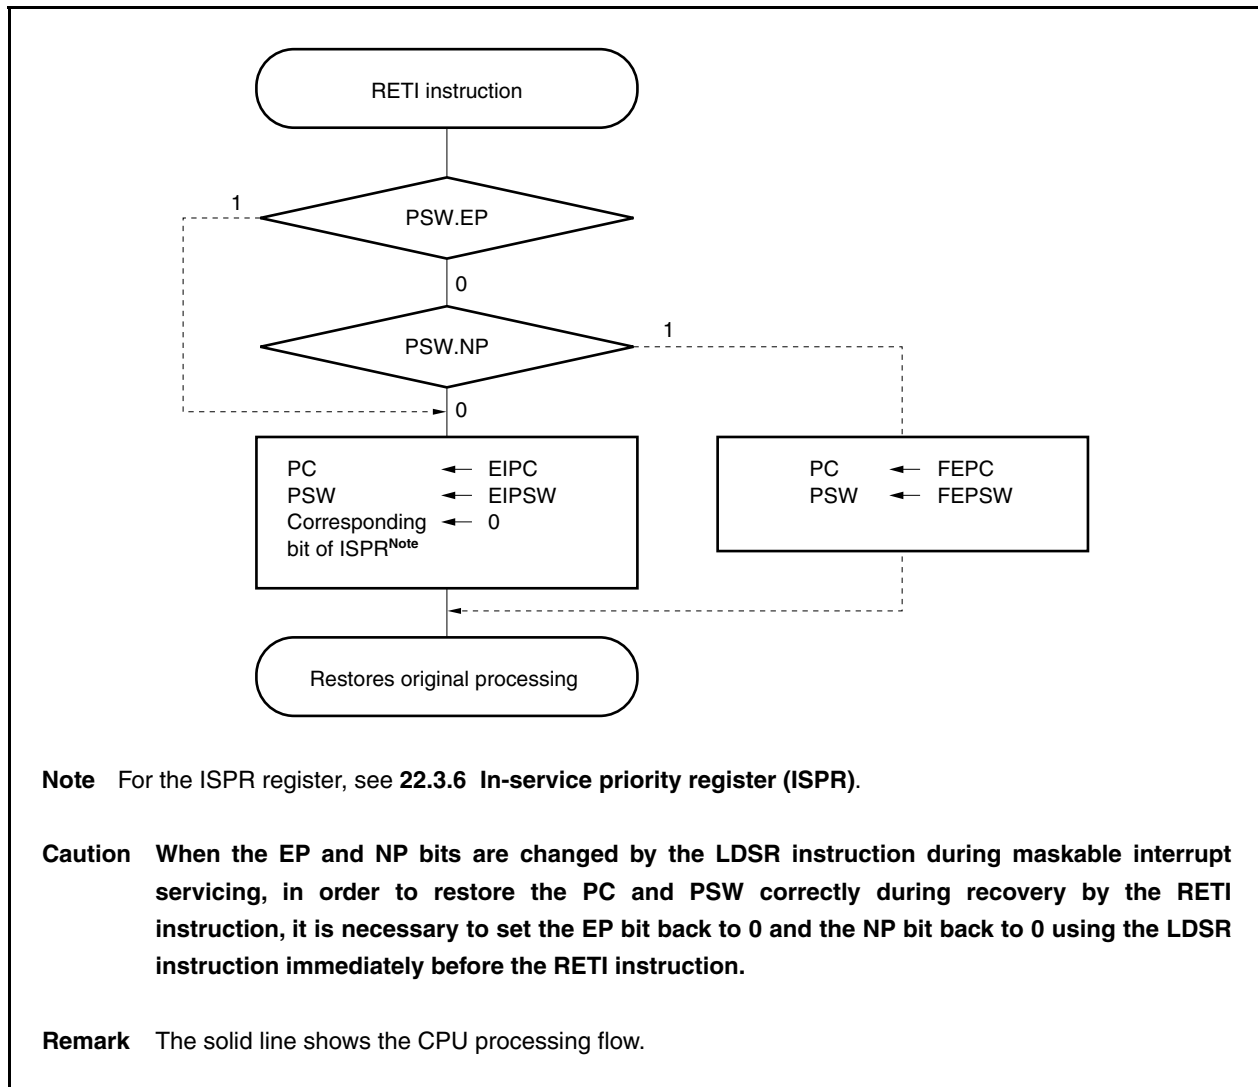 RETI instruction
1
PSW.EP
0
1
PSW.NP
0
PC ← EIPC
PSW ← EIPSW
Corresponding ← 0
bit of ISPRNote
PC ← FEPC
PSW ← FEPSW
Restores original processing
Note For the ISPR register, see 22.3.6 In-service priority register (ISPR).
Caution When the EP and NP bits are changed by the LDSR instruction during maskable interrupt
servicing, in order to restore the PC and PSW correctly during recovery by the RETI
instruction, it is necessary to set the EP bit back to 0 and the NP bit back to 0 using the LDSR
instruction immediately before the RETI instruction.
Remark The solid line shows the CPU processing flow.